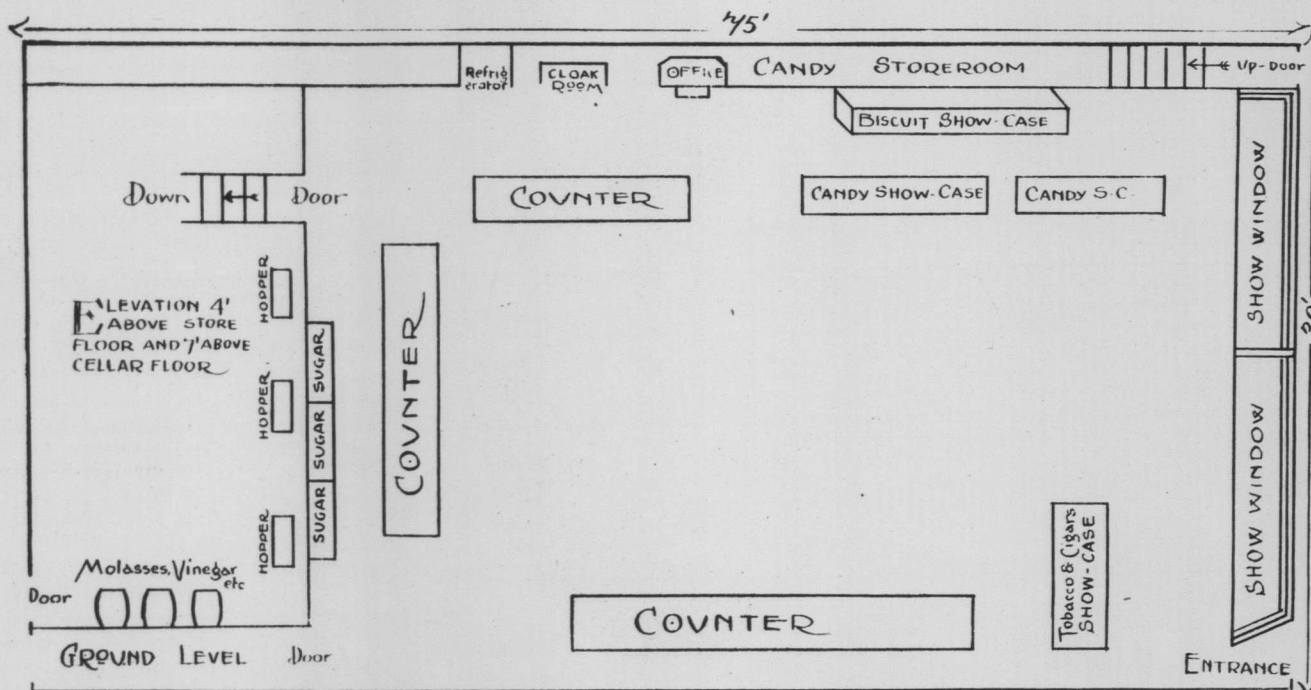 45'
Refrig
erator
CLOAK
ROOM
OFFICE
CANDY STOREROOM
UP-DOOR
BISCUIT SHOW-CASE
Down
Door
COUNTER
CANDY SHOW-CASE
CANDY S.C.
SHOW WINDOW
HOPPER
ELEVATION 4'
ABOVE STORE
FLOOR AND 7' ABOVE
CELLAR FLOOR
SUGAR
COUNTER
HOPPER
SUGAR
SHOW WINDOW
HOPPER
SUGAR
Tobacco & Cigars
SHOW-CASE
Molasses, Vinegar
etc
Door
COUNTER
GROUND LEVEL
Door
ENTRANCE